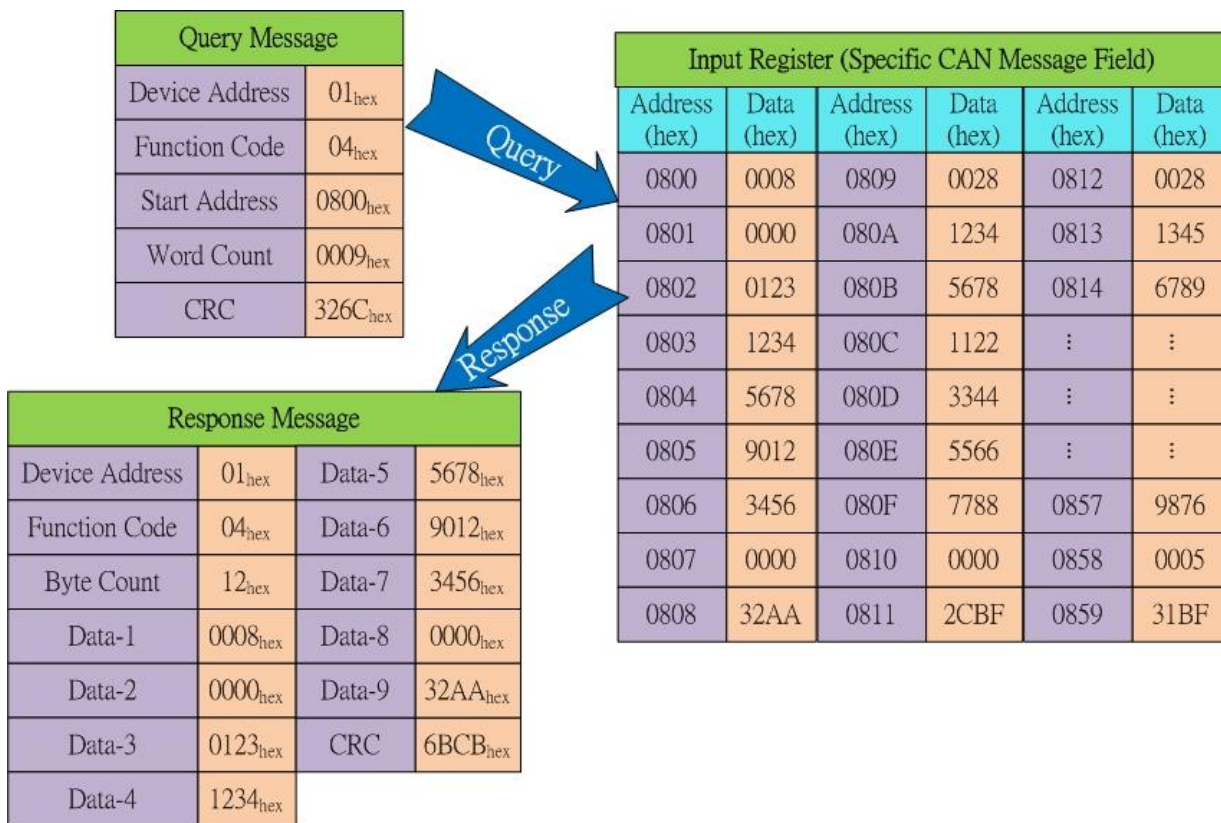 Query Message
Device Address 01hex
Function Code 04hex
Start Address 0800hex
Word Count 0009hex
CRC 326Chex
Query
Response
Input Register (Specific CAN Message Field)
Address (hex) Data (hex) Address (hex) Data (hex) Address (hex) Data (hex)
0800 0008 0809 0028 0812 0028
0801 0000 080A 1234 0813 1345
0802 0123 080B 5678 0814 6789
0803 1234 080C 1122 ⋮ ⋮
0804 5678 080D 3344 ⋮ ⋮
0805 9012 080E 5566 ⋮ ⋮
0806 3456 080F 7788 0857 9876
0807 0000 0810 0000 0858 0005
0808 32AA 0811 2CBF 0859 31BF
Response Message
Device Address 01hex Data-5 5678hex
Function Code 04hex Data-6 9012hex
Byte Count 12hex Data-7 3456hex
Data-1 0008hex Data-8 0000hex
Data-2 0000hex Data-9 32AAhex
Data-3 0123hex CRC 6BCBhex
Data-4 1234hex